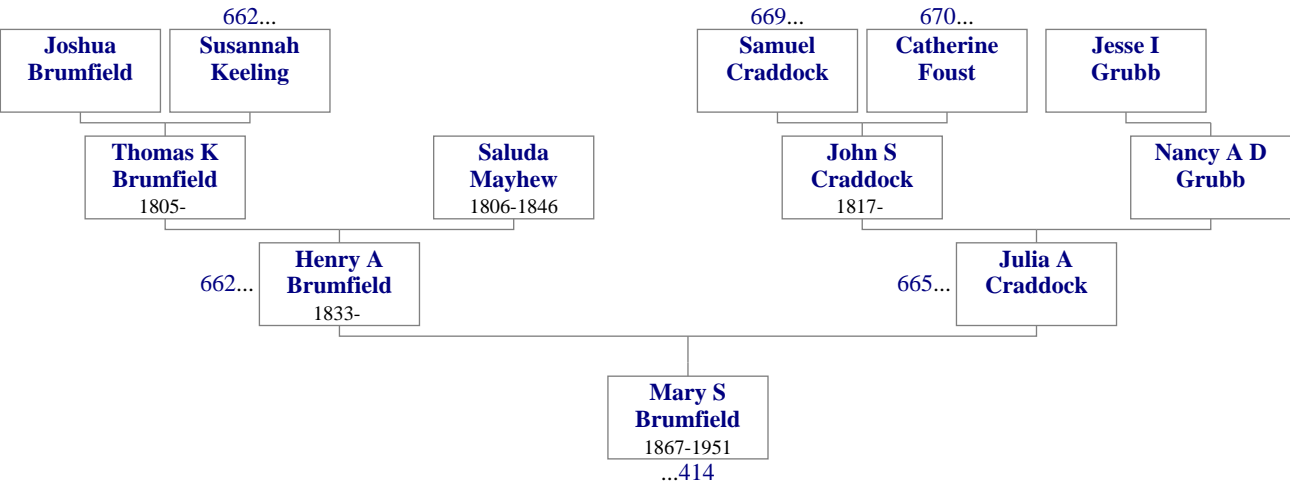 662...
669...
670...
Joshua
Brumfield
Susannah
Keeling
Samuel
Craddock
Catherine
Foust
Jesse I
Grubb
Thomas K
Brumfield
1805-
Saluda
Mayhew
1806-1846
John S
Craddock
1817-
Nancy A D
Grubb
662...
Henry A
Brumfield
1833-
665...
Julia A
Craddock
Mary S
Brumfield
1867-1951
...414